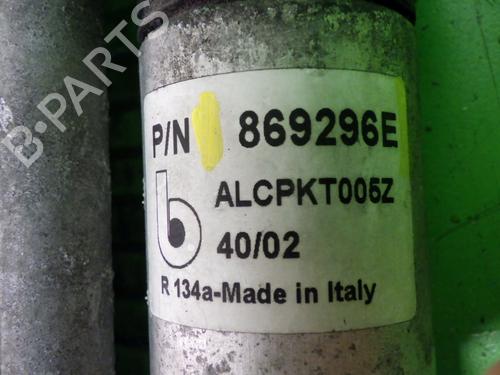 B-PARTS
P/N 869296E
b
ALCPKT005Z
40/02
R 134a-Made in Italy